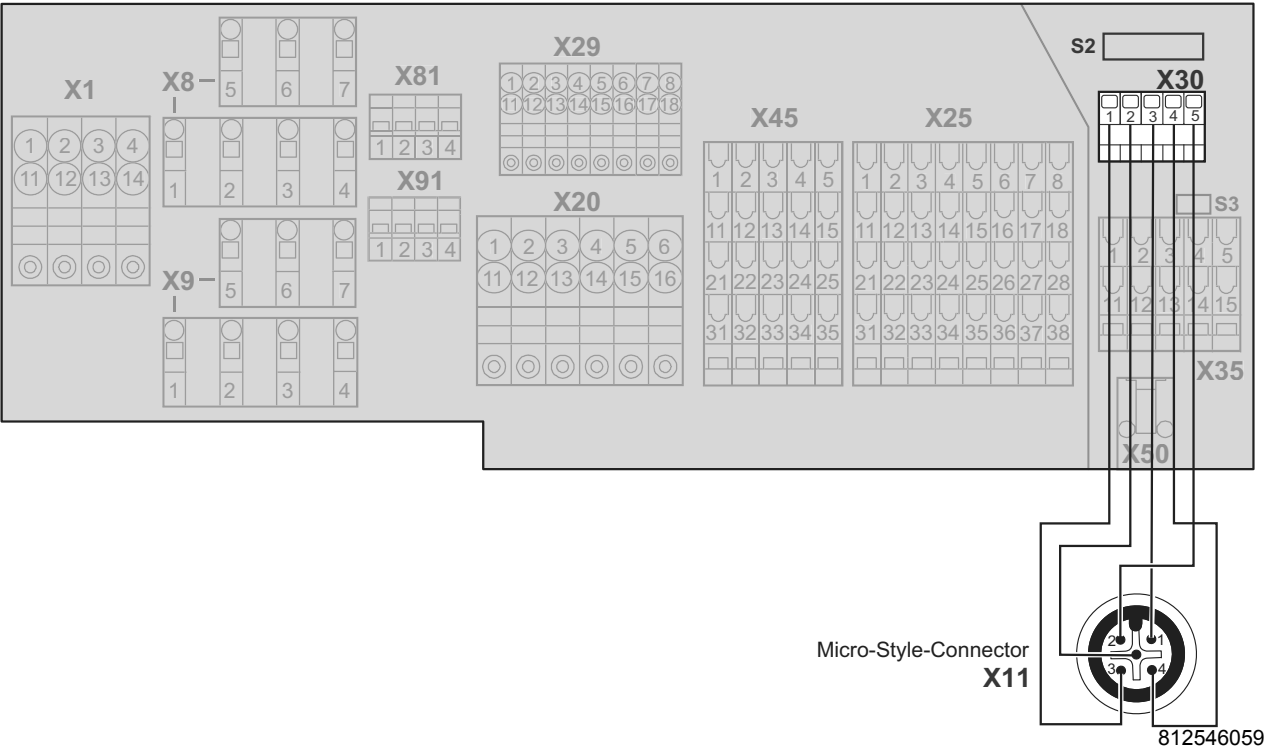 S2
X30
1 2 3 4 5
X29
1 2 3 4 5 6 7 8
11 12 13 14 15 16 17 18
X8
5 6 7
1 2 3 4
X81
1 2 3 4
X1
1 2 3 4
11 12 13 14
X45
1 2 3 4 5
11 12 13 14 15
21 22 23 24 25
31 32 33 34 35
X25
1 2 3 4 5 6 7 8
11 12 13 14 15 16 17 18
21 22 23 24 25 26 27 28
31 32 33 34 35 36 37 38
X91
1 2 3 4
X20
1 2 3 4 5 6
11 12 13 14 15 16
S3
1 2 3 4 5
11 12 13 14 15
X35
X9
5 6 7
1 2 3 4
X50
Micro-Style-Connector
X11
2 1
3 4
812546059